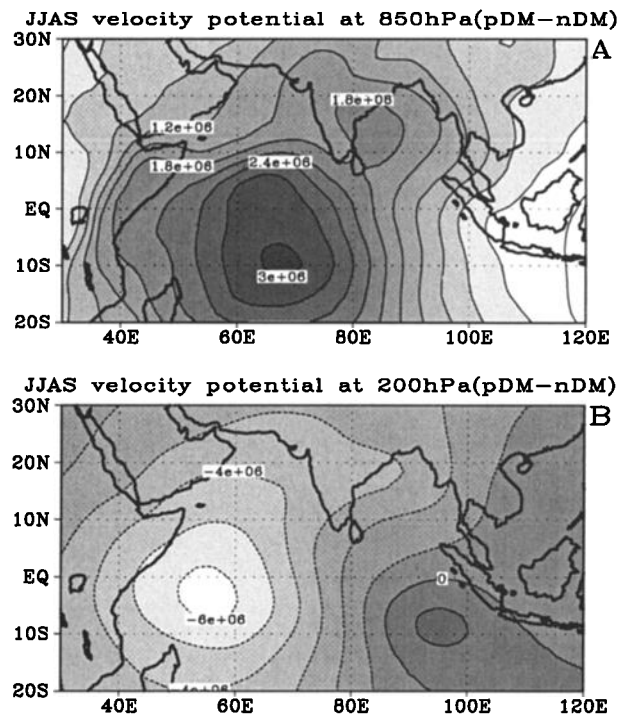 JJAS velocity potential at 850hPa(pDM−nDM)
30N
A
20N
1.8e+06
1.2e+06
10N
1.8e+06
2.4e+06
EQ
10S
3e+06
20S
40E 60E 80E 100E 120E
JJAS velocity potential at 200hPa(pDM−nDM)
30N
B
20N
−4e+06
10N
EQ
0
−6e+06
10S
−4e+06
20S
40E 60E 80E 100E 120E